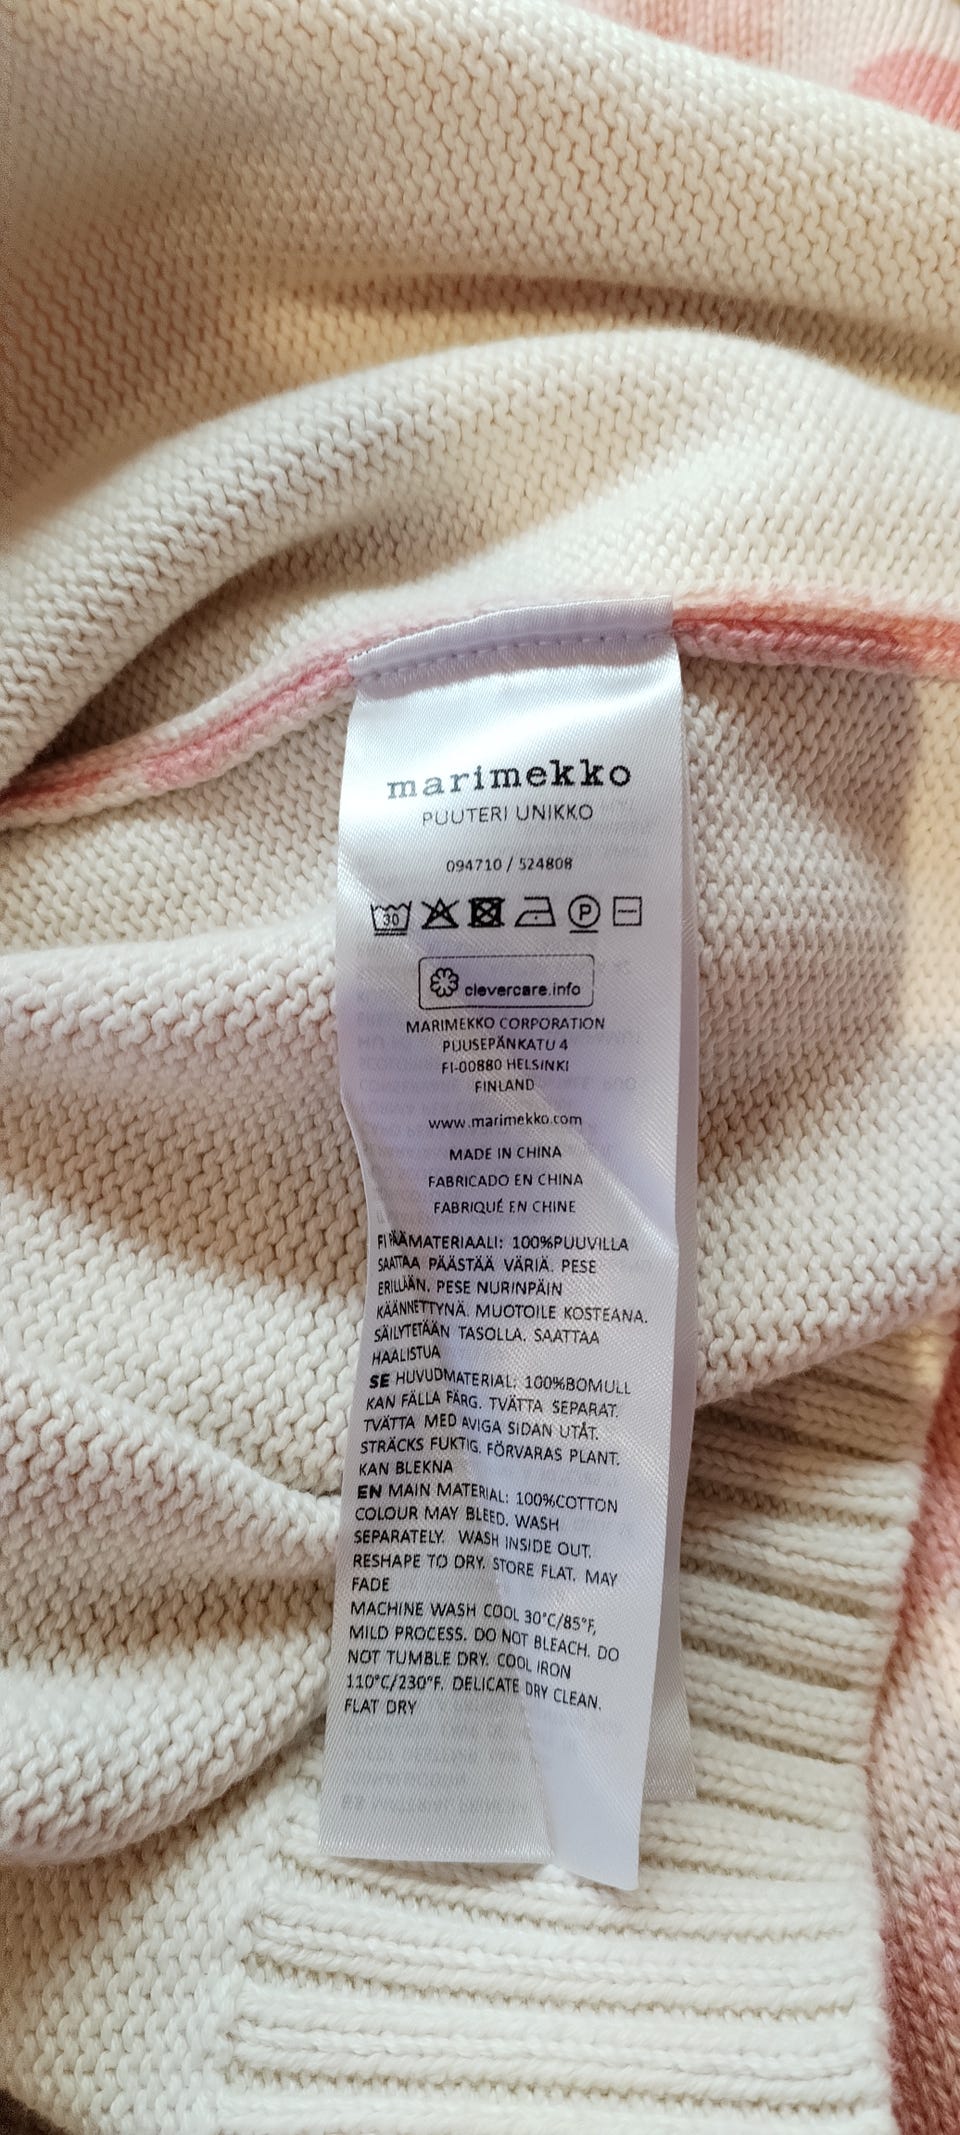 marimekko
PUUTERI UNIKKO
094710 / 524808
30 P
clevercare.info
MARIMEKKO CORPORATION
PUUSEPÄNKATU 4
FI-00880 HELSINKI
FINLAND
www.marimekko.com
MADE IN CHINA
FABRICADO EN CHINA
FABRIQUÉ EN CHINE
FI PÄÄMATERIAALI: 100%PUUVILLA
SAATTAA PÄÄSTÄÄ VÄRIÄ. PESE
ERILLÄÄN. PESE NURINPÄIN
KÄÄNNETTYNÄ. MUOTOILE KOSTEANA.
SÄILYTETÄÄN TASOLLA. SAATTAA
HAALISTUA
SE HUVUDMATERIAL: 100%BOMULL
KAN FÄLLA FÄRG. TVÄTTA SEPARAT.
TVÄTTA MED AVIGA SIDAN UTÅT.
STRÄCKS FUKTIG. FÖRVARAS PLANT.
KAN BLEKNA
EN MAIN MATERIAL: 100%COTTON
COLOUR MAY BLEED. WASH
SEPARATELY. WASH INSIDE OUT.
RESHAPE TO DRY. STORE FLAT. MAY
FADE
MACHINE WASH COOL 30°C/85°F,
MILD PROCESS. DO NOT BLEACH. DO
NOT TUMBLE DRY. COOL IRON
110°C/230°F. DELICATE DRY CLEAN.
FLAT DRY